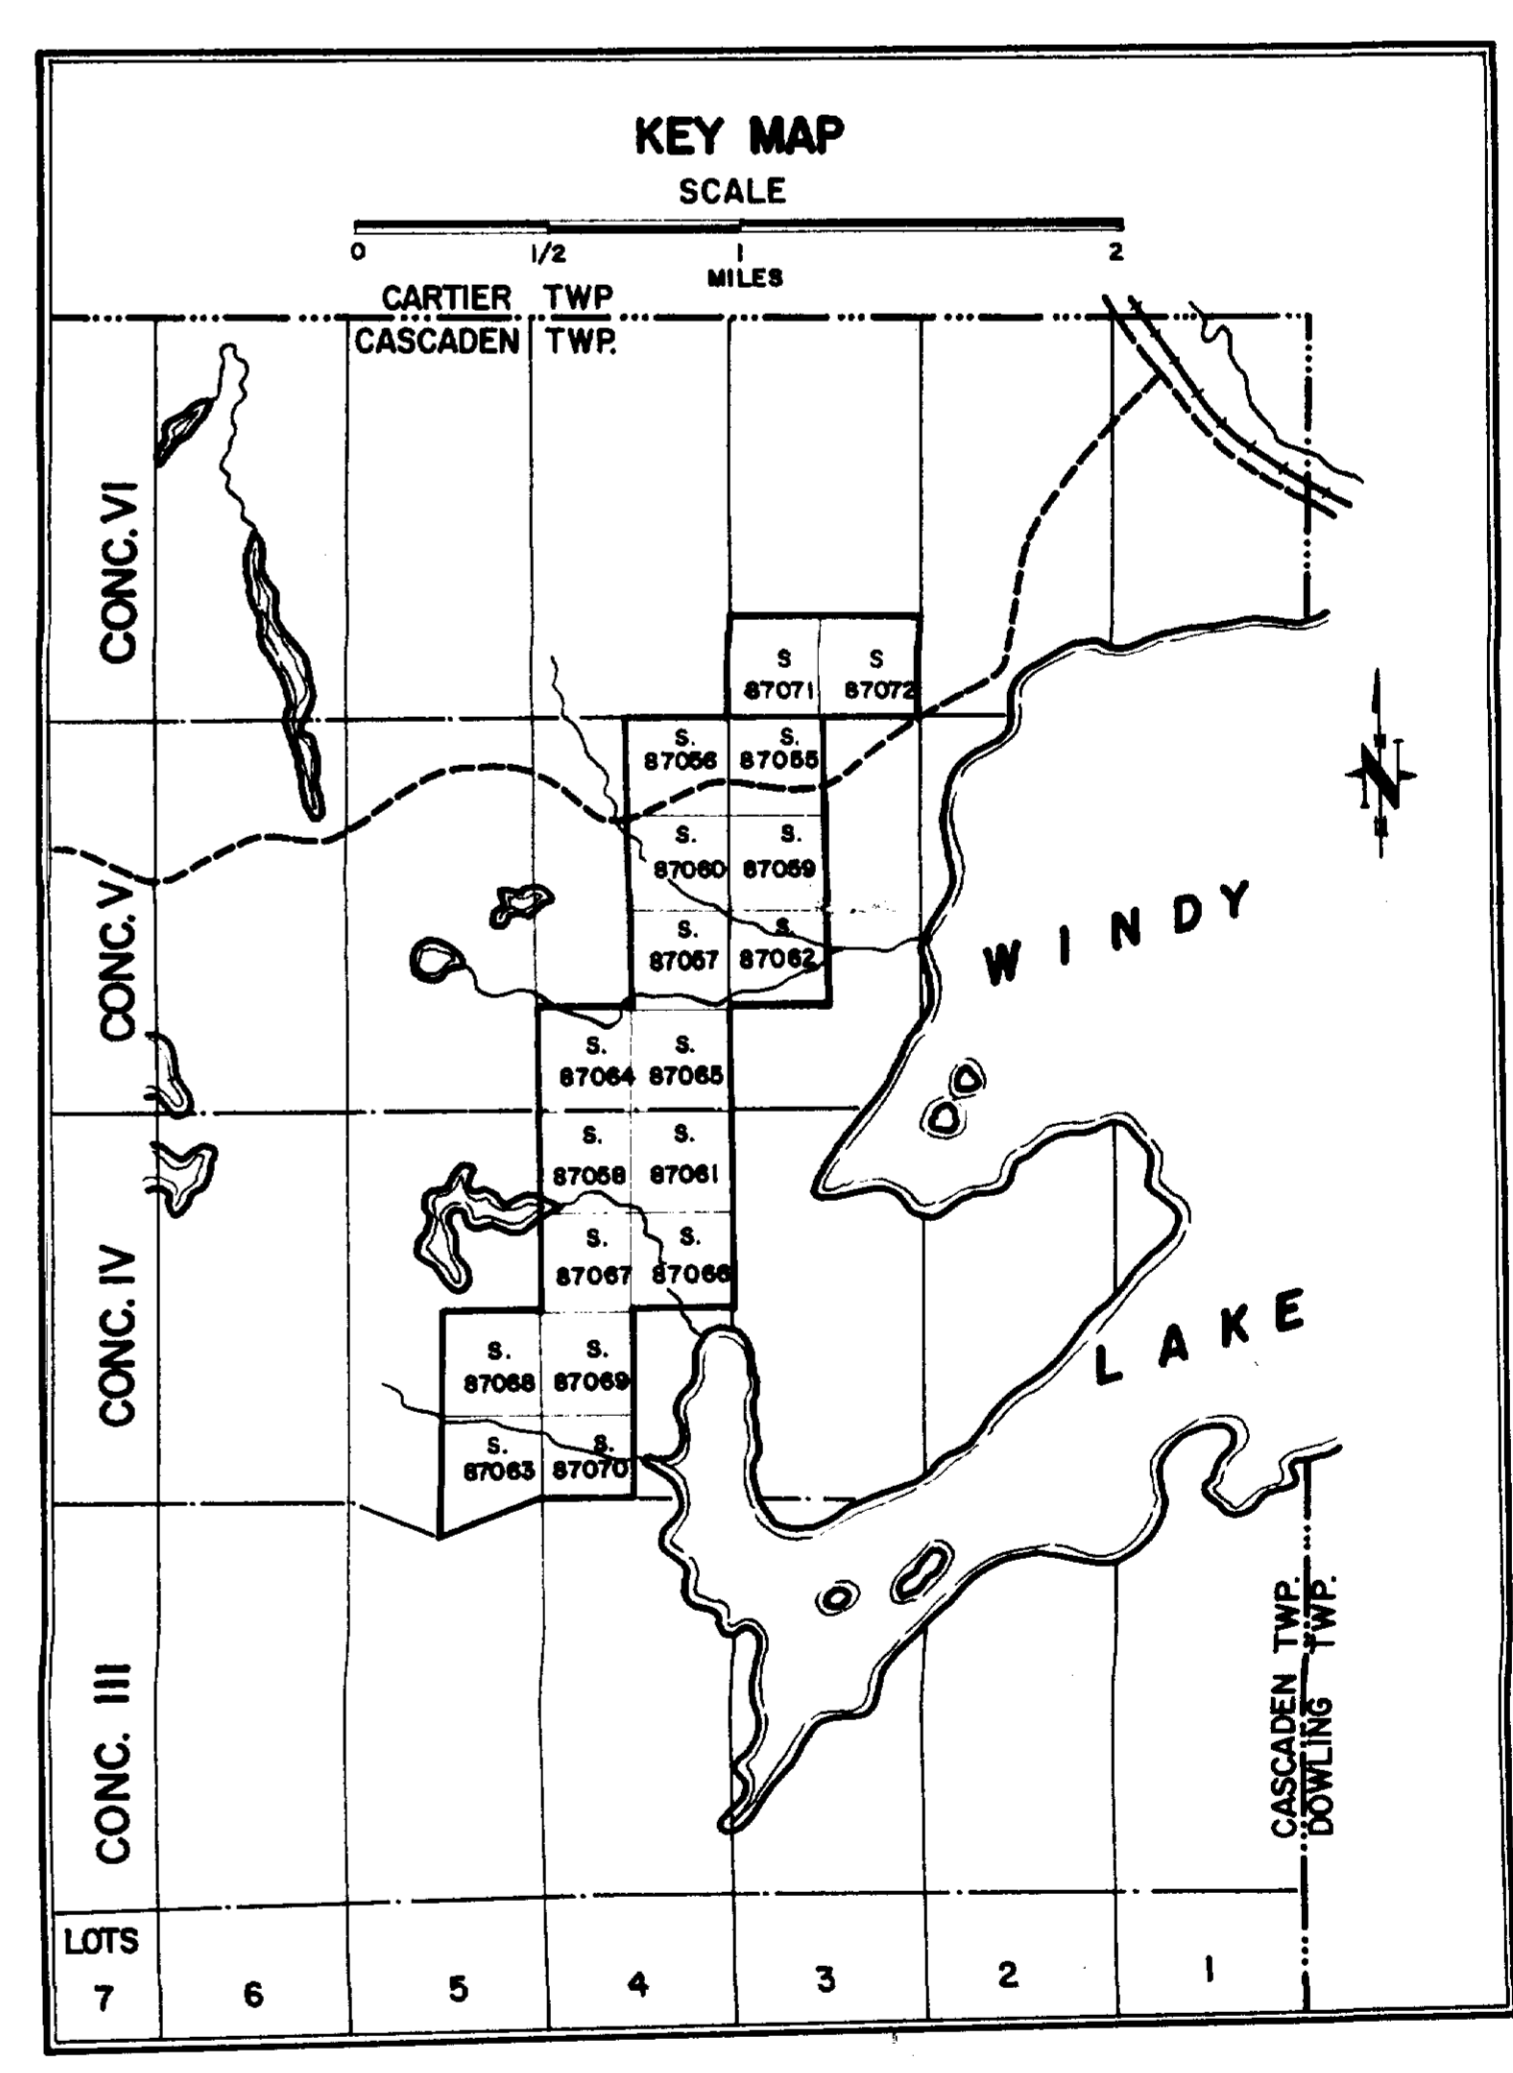 KEY MAP
SCALE
0 1/2 1 2
MILES
CARTIER TWP
CASCADEN TWP.
CONC. VI
S S
87071 87072
S. S.
87056 87055
S. S.
87060 87059
N
CONC. V
WINDY
S. S.
87057 87062
S. S.
87064 87065
S. S.
87058 87061
S. S.
87067 87066
CONC. IV
LAKE
S. S.
87068 87069
S. S.
87063 87070
CASCADEN TWP.
DOWLING TWP.
CONC. III
LOTS
7 6 5 4 3 2 1